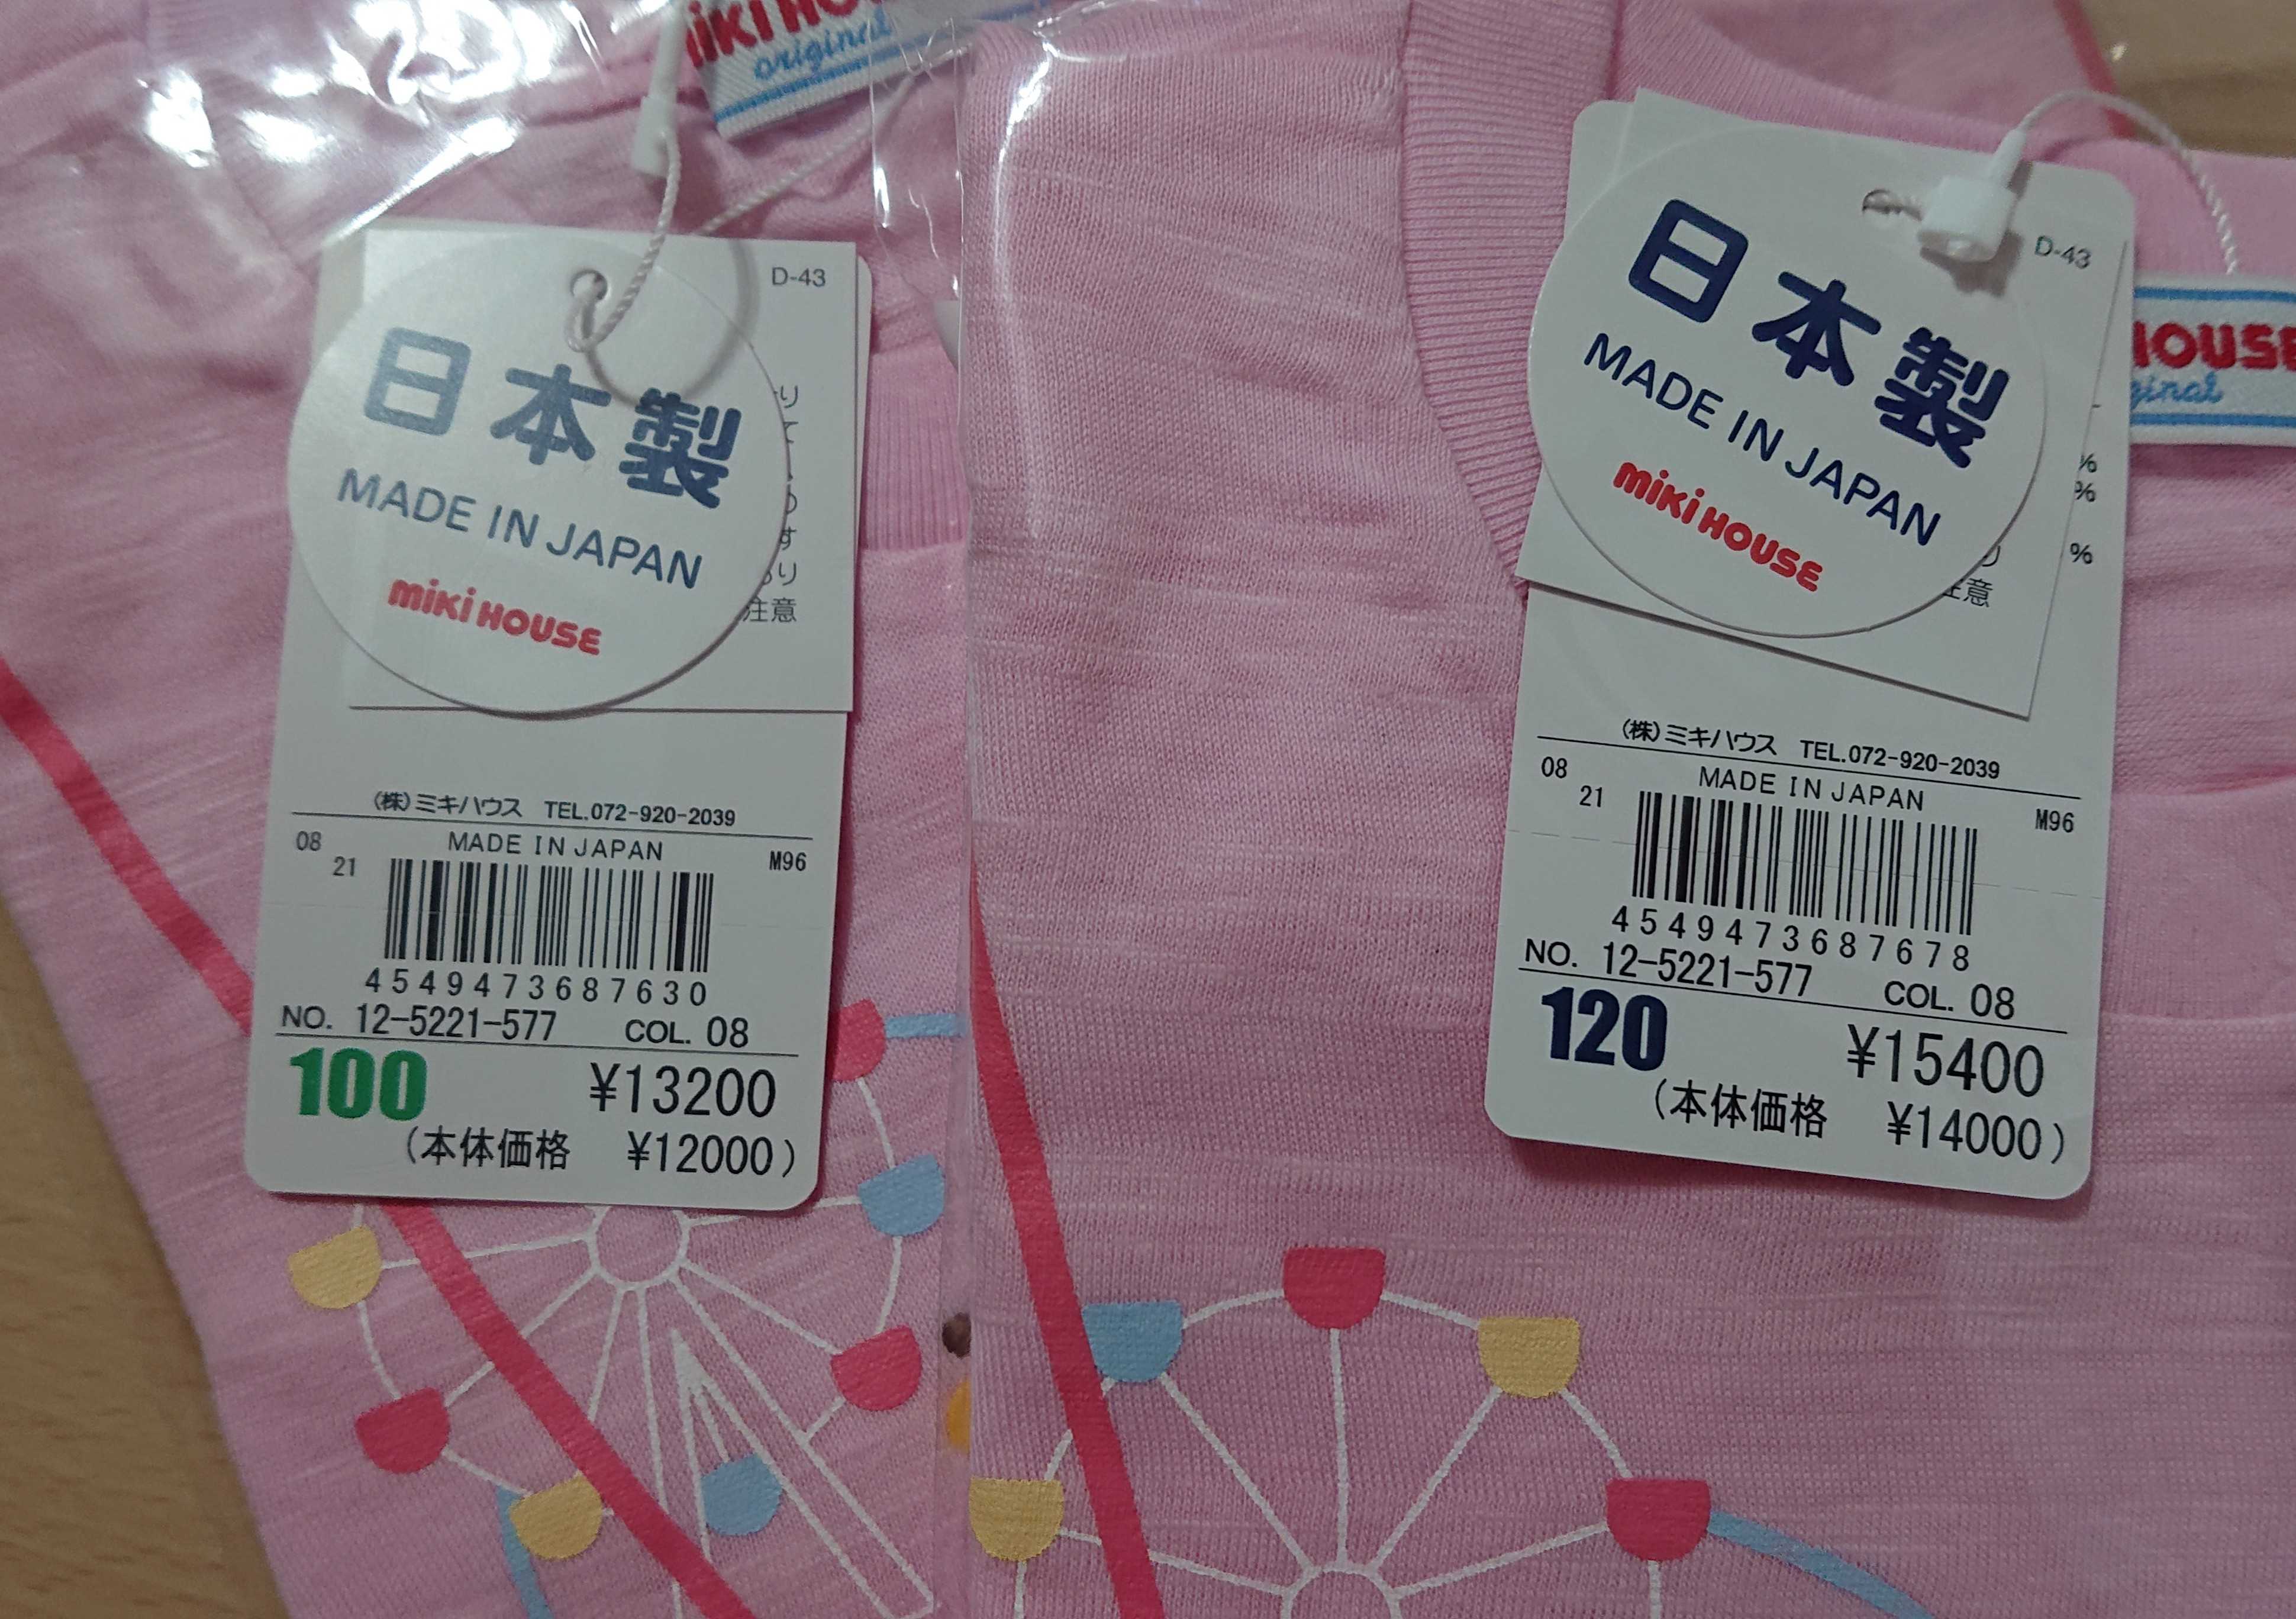 original
D-43
日本製
MADE IN JAPAN
miki HOUSE
注意
(株)ミキハウス TEL.072-920-2039
MADE IN JAPAN
08
21
M96
4549473687630
NO. 12-5221-577 COL. 08
100 ¥13200
(本体価格 ¥12000)
D-43
日本製
MADE IN JAPAN
miki HOUSE
%
%
%
HOUSE
(株)ミキハウス TEL.072-920-2039
MADE IN JAPAN
08
21
M96
4549473687678
NO. 12-5221-577 COL. 08
120 ¥15400
(本体価格 ¥14000)